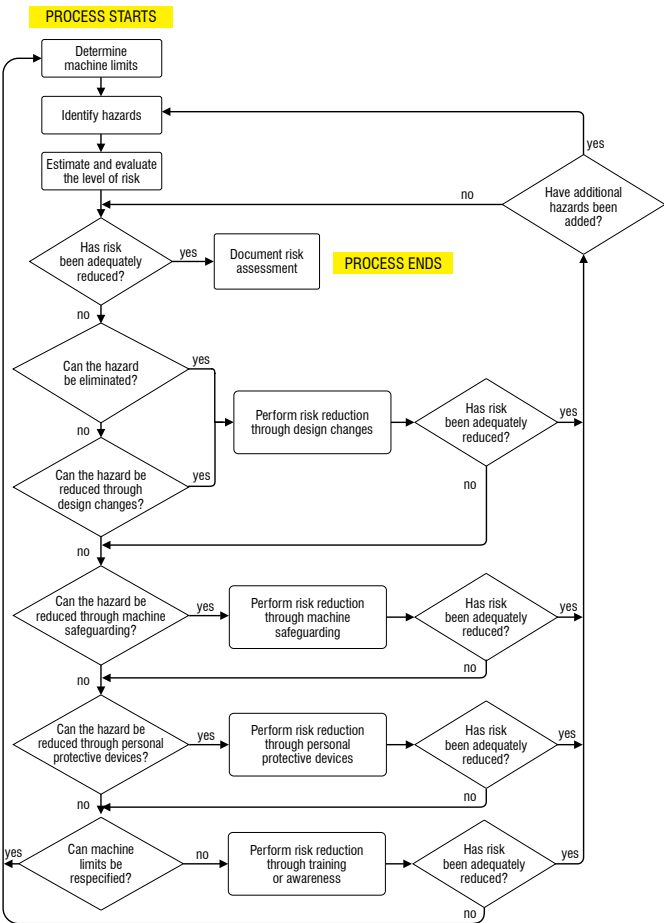 PROCESS STARTS
Determine
machine limits
Identify hazards
yes
Estimate and evaluate
the level of risk
no
Have additional
hazards been
added?
Has risk
been adequately
reduced?
yes
Document risk
assessment
PROCESS ENDS
no
Can the hazard
be eliminated?
yes
no
Can the hazard be
reduced through
design changes?
yes
Perform risk reduction
through design changes
Has risk
been adequately
reduced?
yes
no
no
Can the hazard be
reduced through machine
safeguarding?
yes
Perform risk reduction
through machine
safeguarding
Has risk
been adequately
reduced?
yes
no
no
Can the hazard be
reduced through personal
protective devices?
yes
Perform risk reduction
through personal
protective devices
Has risk
been adequately
reduced?
yes
no
no
yes
Can machine
limits be
respecified?
no
Perform risk reduction
through training
or awareness
Has risk
been adequately
reduced?
yes
no